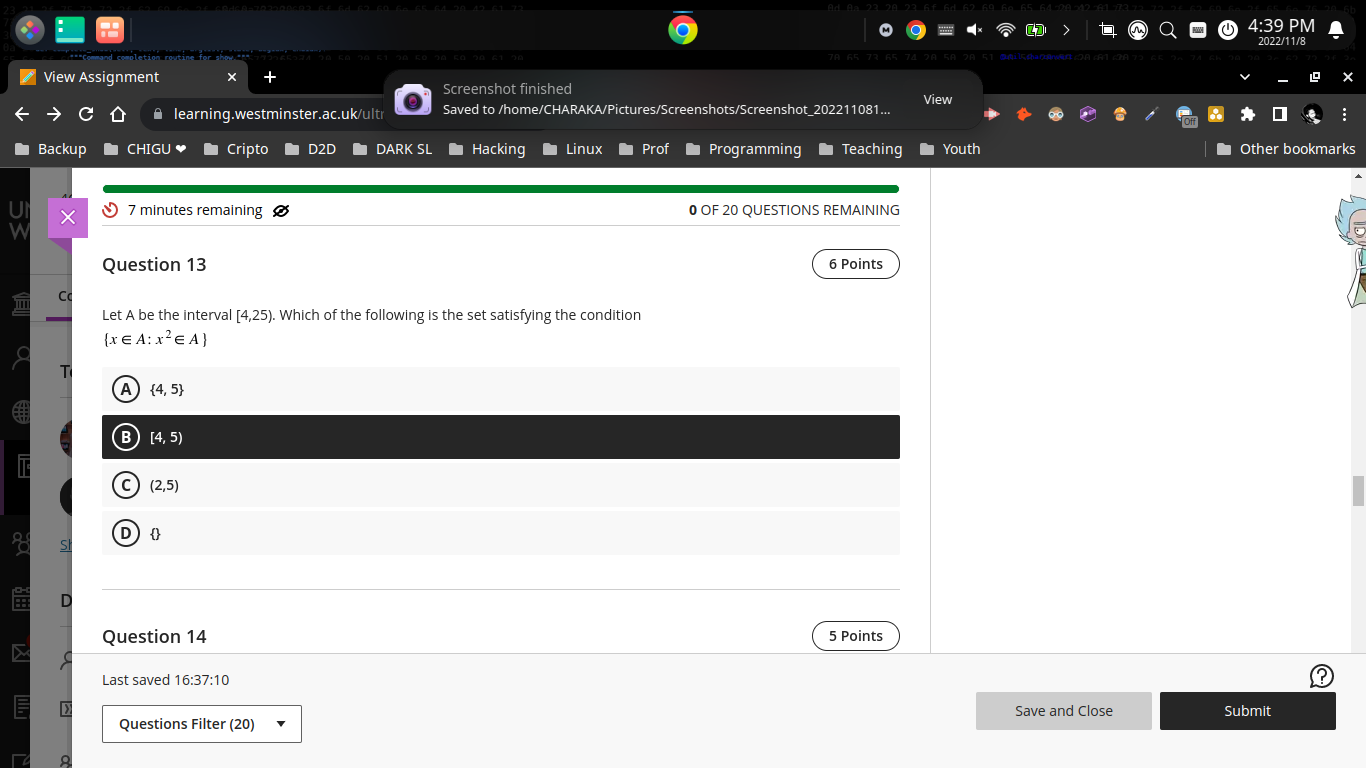 4:39 PM
2022/11/8
View Assignment
Screenshot finished
Saved to /home/CHARAKA/Pictures/Screenshots/Screenshot_202211081...
View
learning.westminster.ac.uk/ultr
Off
Backup
CHIGU ❤
Cripto
D2D
DARK SL
Hacking
Linux
Prof
Programming
Teaching
Youth
Other bookmarks
7 minutes remaining
0 OF 20 QUESTIONS REMAINING
Question 13
6 Points
Let A be the interval [4,25). Which of the following is the set satisfying the condition
{x ∈ A: x² ∈ A }
A {4, 5}
B [4, 5)
C (2,5)
D {}
Question 14
5 Points
Last saved 16:37:10
Questions Filter (20)
Save and Close
Submit